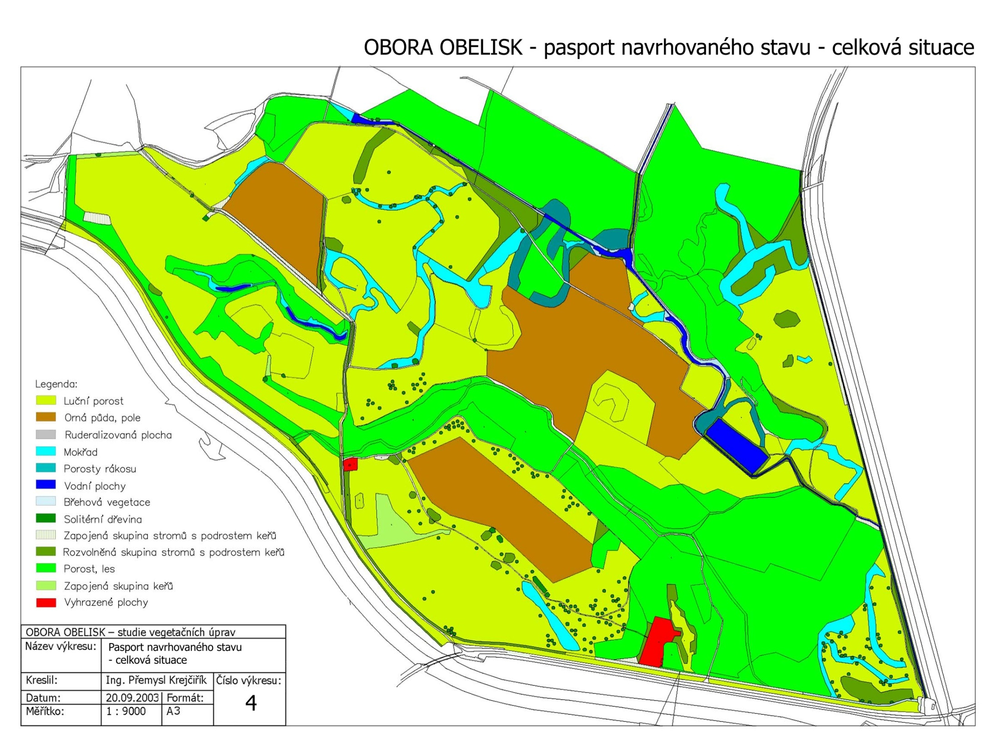 OBORA OBELISK - pasport navrhovaného stavu - celková situace
Legenda:
Luční porost
Orná půda, pole
Ruderalizovaná plocha
Mokřad
Porosty rákosu
Vodní plochy
Břehová vegetace
Solitérní dřevina
Zapojená skupina stromů s podrostem keřů
Rozvolněná skupina stromů s podrostem keřů
Porost, les
Zapojená skupina keřů
Vyhrazené plochy
OBORA OBELISK – studie vegetačních úprav
Název výkresu: Pasport navrhovaného stavu
- celková situace
Kreslil: Ing. Přemysl Krejčiřík Číslo výkresu:
Datum: 20.09.2003 Formát: 4
Měřítko: 1 : 9000 A3